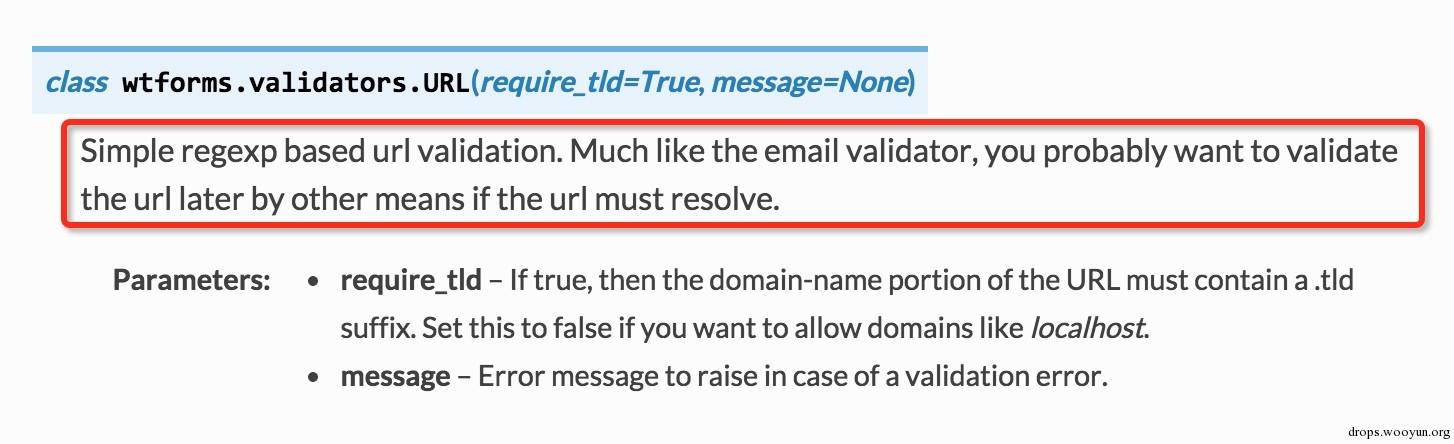 class wtforms.validators.URL(require_tld=True, message=None)
Simple regexp based url validation. Much like the email validator, you probably want to validate
the url later by other means if the url must resolve.
Parameters: • require_tld – If true, then the domain-name portion of the URL must contain a .tld
suffix. Set this to false if you want to allow domains like localhost.
• message – Error message to raise in case of a validation error.
drops.wooyun.org